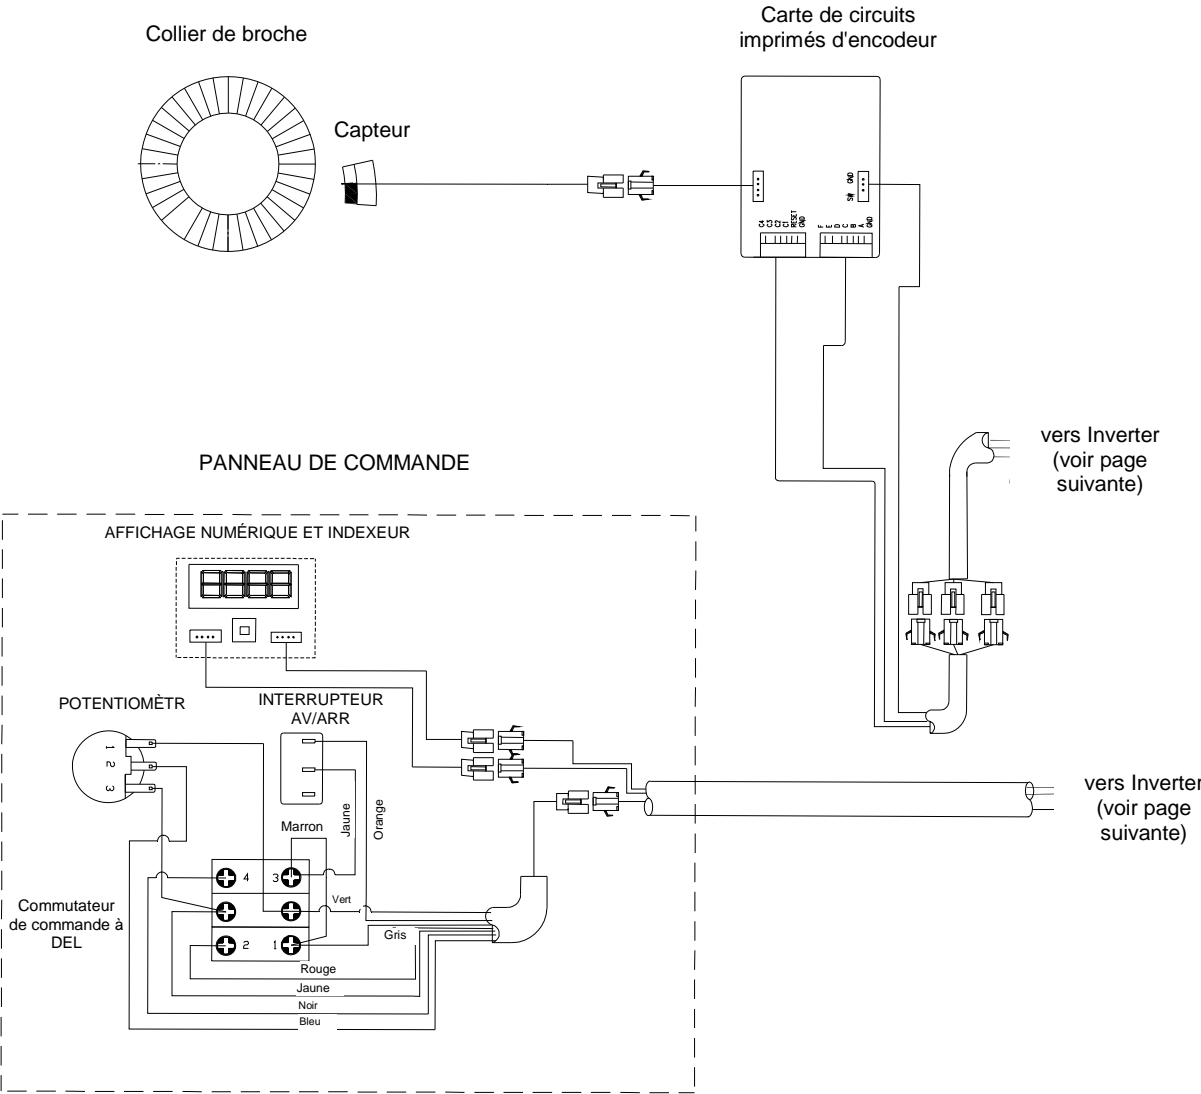 Collier de broche
Carte de circuits
imprimés d'encodeur
Capteur
SW GND
C4
C3
C2
C1
RESET
GND
F
E
D
C
B
A
GND
vers Inverter
(voir page
suivante)
PANNEAU DE COMMANDE
AFFICHAGE NUMÉRIQUE ET INDEXEUR
POTENTIOMÈTR
INTERRUPTEUR
AV/ARR
1
2
3
Jaune
Orange
Marron
4 3
Vert
Commutateur
de commande à
DEL
2 1
Gris
Rouge
Jaune
Noir
Bleu
vers Inverter
(voir page
suivante)